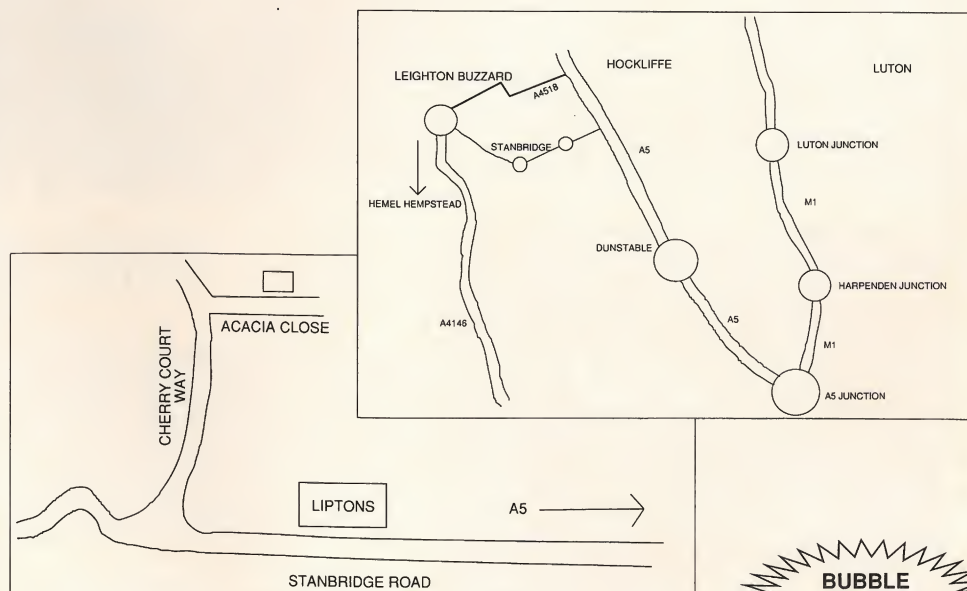 HOCKLIFFE
LUTON
LEIGHTON BUZZARD
A4518
STANBRIDGE
A5
LUTON JUNCTION
HEMEL HEMPSTEAD
M1
DUNSTABLE
HARPENDEN JUNCTION
A4146
A5
M1
A5 JUNCTION
ACACIA CLOSE
CHERRY COURT
WAY
LIPTONS
A5
STANBRIDGE ROAD
BUBBLE